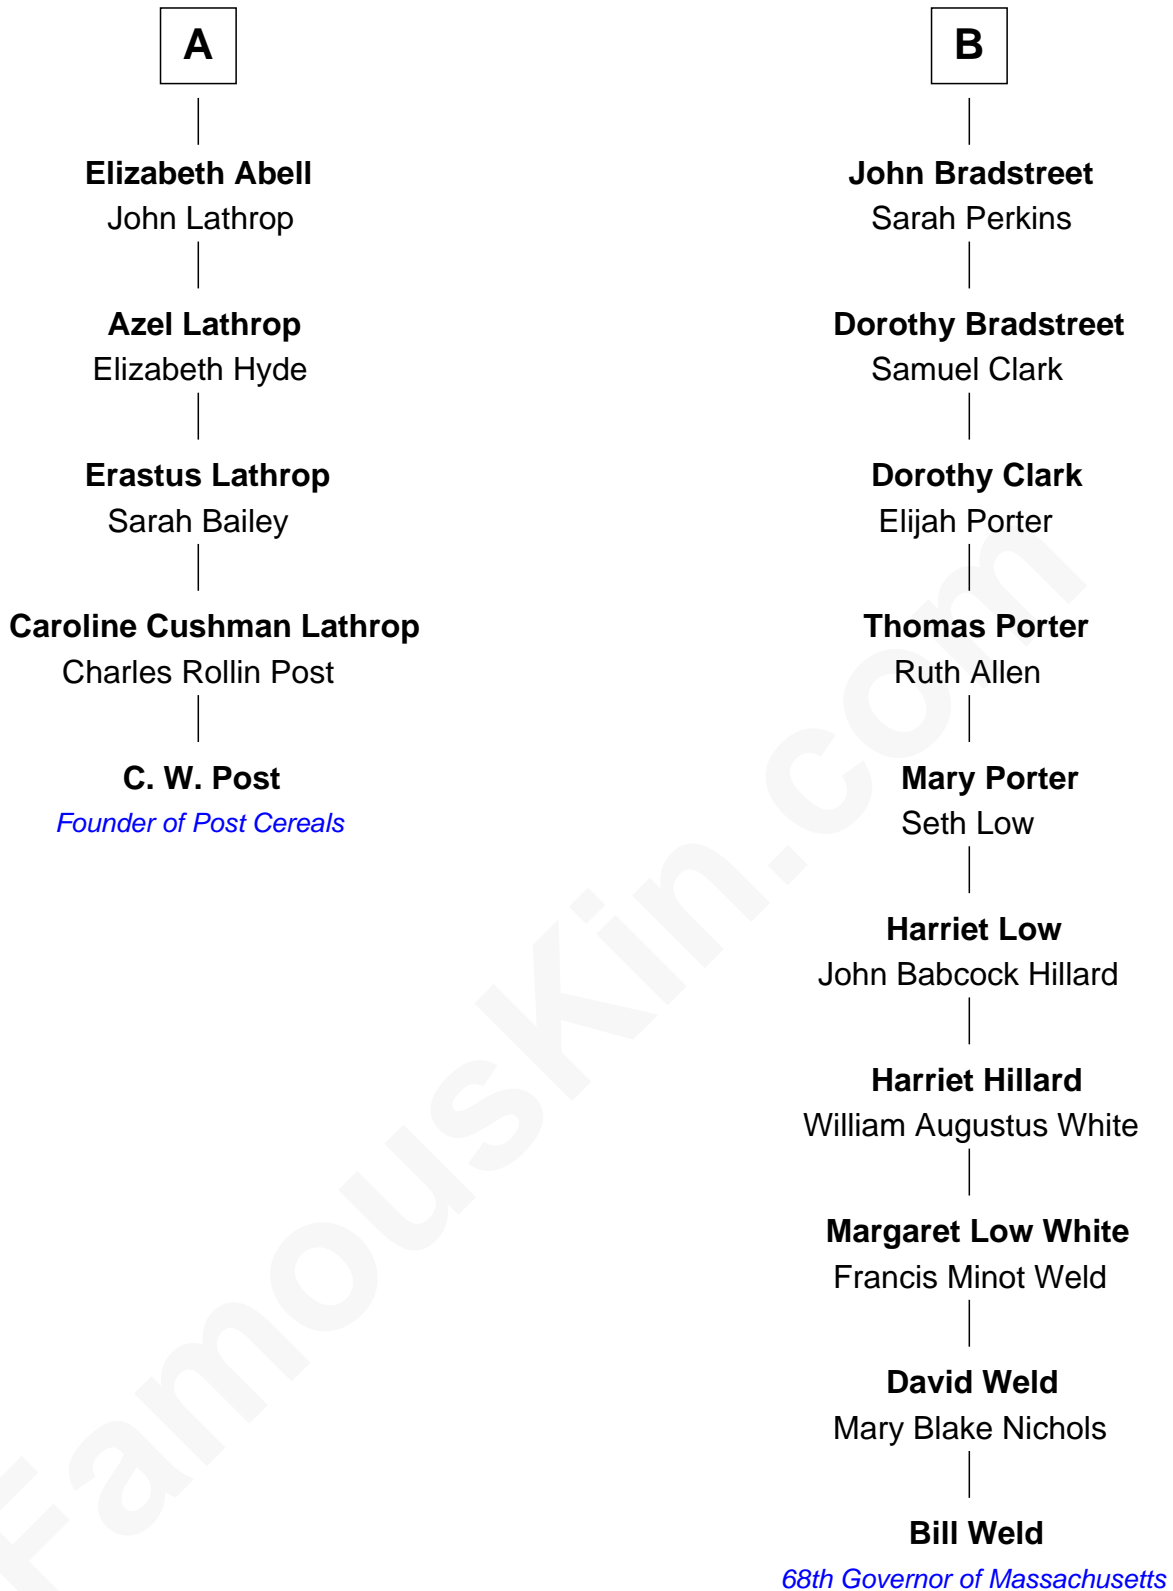 A
Elizabeth Abell
John Lathrop
Azel Lathrop
Elizabeth Hyde
Erastus Lathrop
Sarah Bailey
Caroline Cushman Lathrop
Charles Rollin Post
C. W. Post
Founder of Post Cereals
B
John Bradstreet
Sarah Perkins
Dorothy Bradstreet
Samuel Clark
Dorothy Clark
Elijah Porter
Thomas Porter
Ruth Allen
Mary Porter
Seth Low
Harriet Low
John Babcock Hillard
Harriet Hillard
William Augustus White
Margaret Low White
Francis Minot Weld
David Weld
Mary Blake Nichols
Bill Weld
68th Governor of Massachusetts
FamousKin.com